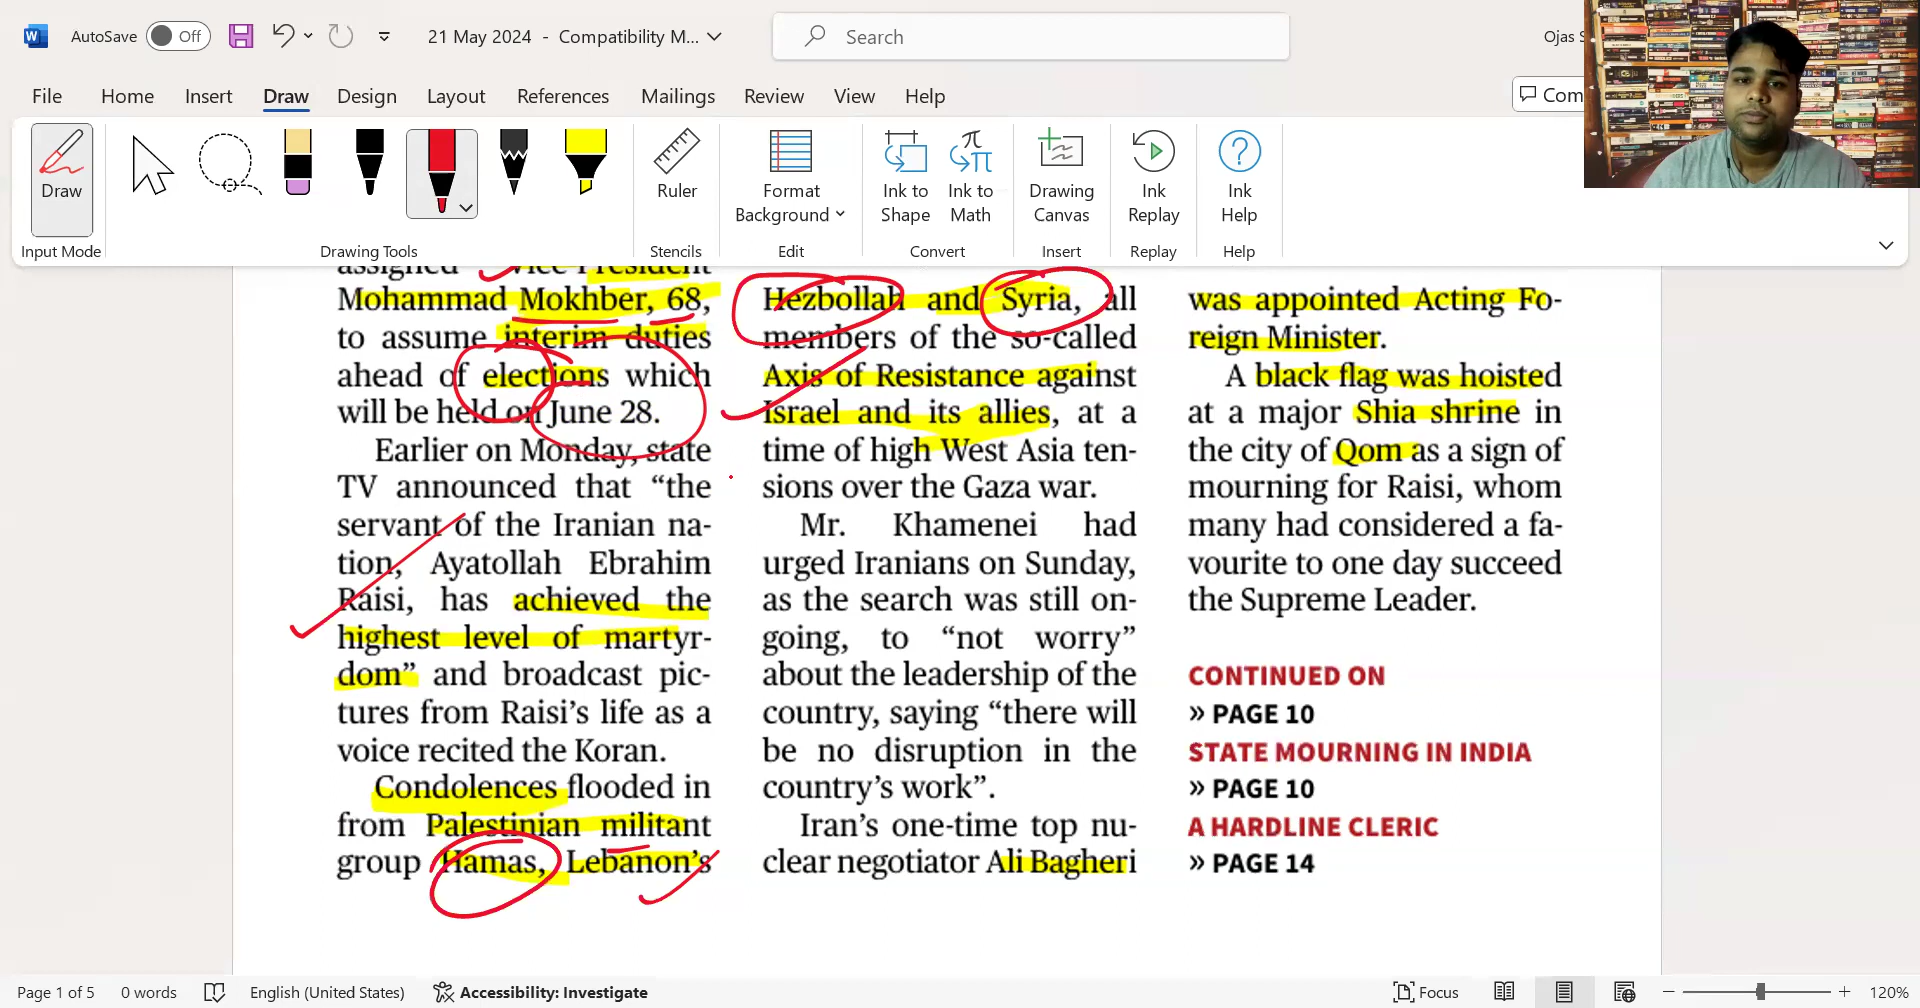 AutoSave Off 21 May 2024 - Compatibility M... Search Ojas S
File Home Insert Draw Design Layout References Mailings Review View Help Com
Draw
Ruler
Format
Background
Ink to
Shape
Ink to
Math
Drawing
Canvas
Ink
Replay
Ink
Help
Input Mode Drawing Tools Stencils Edit Convert Insert Replay Help
assigned Vice President
Mohammad Mokhber, 68,
to assume interim duties
ahead of elections which
will be held on June 28.
Earlier on Monday, state
TV announced that “the
servant of the Iranian na-
tion, Ayatollah Ebrahim
Raisi, has achieved the
highest level of martyr-
dom” and broadcast pic-
tures from Raisi’s life as a
voice recited the Koran.
Condolences flooded in
from Palestinian militant
group Hamas, Lebanon’s
Hezbollah and Syria, all
members of the so-called
Axis of Resistance against
Israel and its allies, at a
time of high West Asia ten-
sions over the Gaza war.
Mr. Khamenei had
urged Iranians on Sunday,
as the search was still on-
going, to “not worry”
about the leadership of the
country, saying “there will
be no disruption in the
country’s work”.
Iran’s one-time top nu-
clear negotiator Ali Bagheri
was appointed Acting Fo-
reign Minister.
A black flag was hoisted
at a major Shia shrine in
the city of Qom as a sign of
mourning for Raisi, whom
many had considered a fa-
vourite to one day succeed
the Supreme Leader.
CONTINUED ON
» PAGE 10
STATE MOURNING IN INDIA
» PAGE 10
A HARDLINE CLERIC
» PAGE 14
Page 1 of 5 0 words English (United States) Accessibility: Investigate Focus 120%